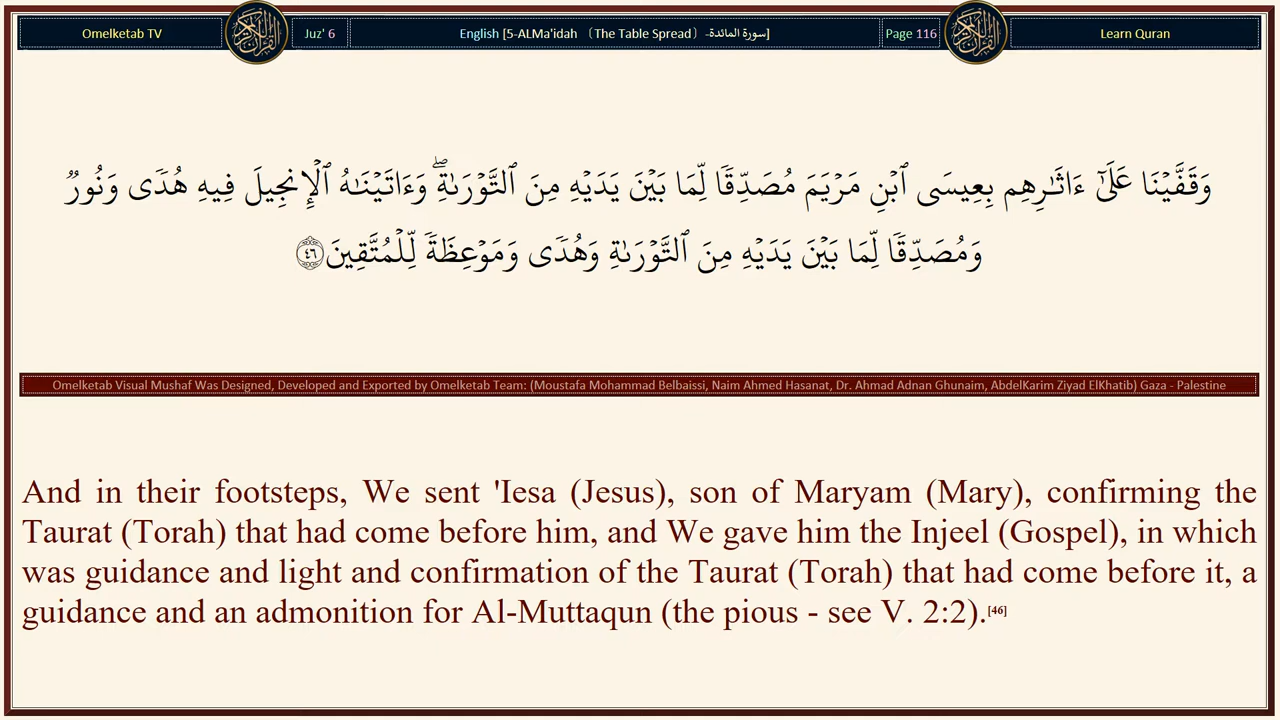 Omelketab TV
Juz' 6
English [5-ALMa'idah (The Table Spread) -سورة المائدة]
Page 116
Learn Quran
وَقَفَّيْنَا عَلَىٰٓ ءَاثَـٰرِهِم بِعِيسَى ٱبْنِ مَرْيَمَ مُصَدِّقًا لِّمَا بَيْنَ يَدَيْهِ مِنَ ٱلتَّوْرَىٰةِ ۖ وَءَاتَيْنَـٰهُ ٱلْإِنجِيلَ فِيهِ هُدًى وَنُورٌ
وَمُصَدِّقًا لِّمَا بَيْنَ يَدَيْهِ مِنَ ٱلتَّوْرَىٰةِ وَهُدًى وَمَوْعِظَةً لِّلْمُتَّقِينَ ٤٦
Omelketab Visual Mushaf Was Designed, Developed and Exported by Omelketab Team: (Moustafa Mohammad Belbaissi, Naim Ahmed Hasanat, Dr. Ahmad Adnan Ghunaim, AbdelKarim Ziyad ElKhatib) Gaza - Palestine
And in their footsteps, We sent 'Iesa (Jesus), son of Maryam (Mary), confirming the
Taurat (Torah) that had come before him, and We gave him the Injeel (Gospel), in which
was guidance and light and confirmation of the Taurat (Torah) that had come before it, a
guidance and an admonition for Al-Muttaqun (the pious - see V. 2:2).[46]